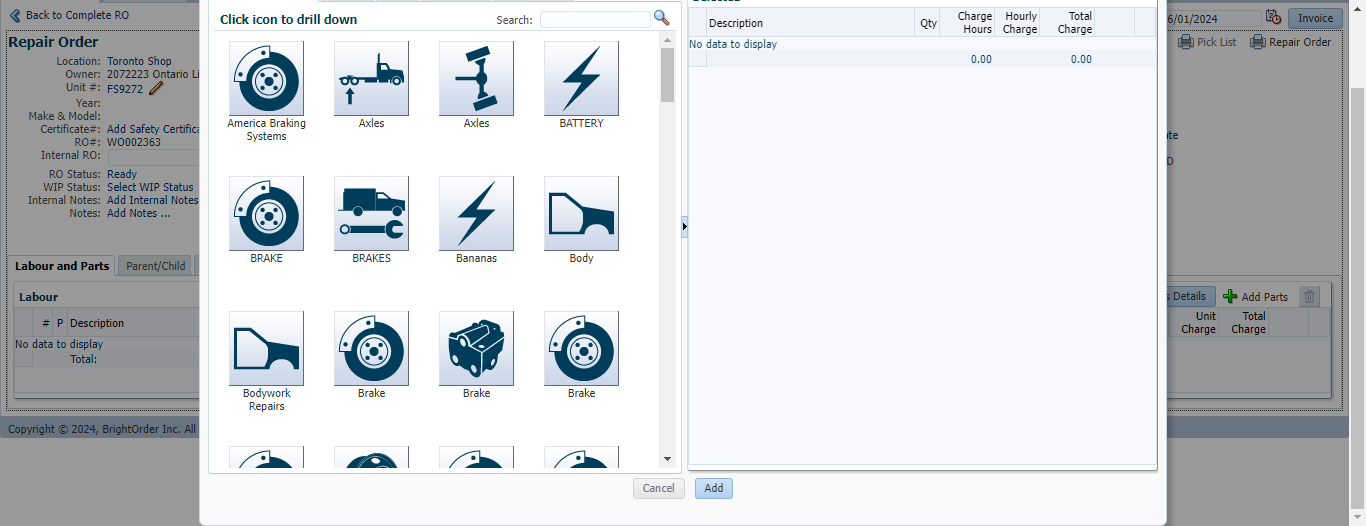 Back to Complete RO
Repair Order
Location: Toronto Shop
Owner: 2072223 Ontario Li
Unit #: FS9272
Year:
Make & Model:
Certificate#: Add Safety Certifica
RO#: WO002363
Internal RO:
RO Status: Ready
WIP Status: Select WIP Status
Internal Notes: Add Internal Notes
Notes: Add Notes ...
Labour and Parts
Parent/Child
Labour
# P Description
No data to display
Total:
Copyright © 2024, BrightOrder Inc. All
Click icon to drill down
Search:
America Braking
Systems
Axles
Axles
BATTERY
BRAKE
BRAKES
Bananas
Body
Bodywork
Repairs
Brake
Brake
Brake
Description
Qty
Charge
Hours
Hourly
Charge
Total
Charge
No data to display
0.00
0.00
Cancel
Add
6/01/2024
Invoice
Pick List
Repair Order
te
D
s Details
Add Parts
Unit
Charge
Total
Charge